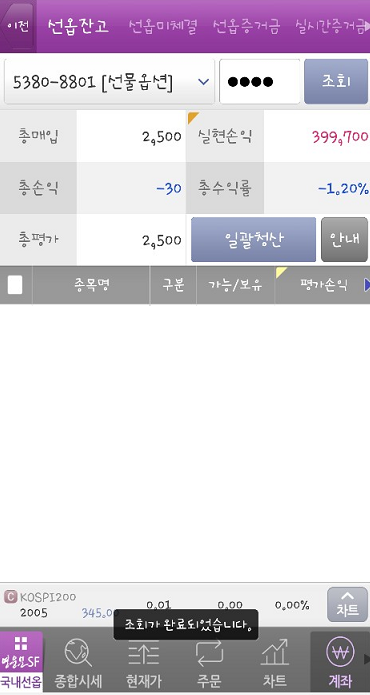 이전 선옵잔고 선옵미체결 선옵증거금 실시간증거금
5380-8801 [선물옵션] ●●●● 조회
총매입 2,500 실현손익 399,700
총손익 -30 총수익률 -1.20%
총평가 2,500 일괄청산 안내
종목명 구분 가능/보유 평가손익
C KOSPI200
2005 345.00 0.01 0.00 0.00% 차트
조회가 완료되었습니다.
영웅문SF 종합시세 현재가 주문 차트 계좌
국내선옵